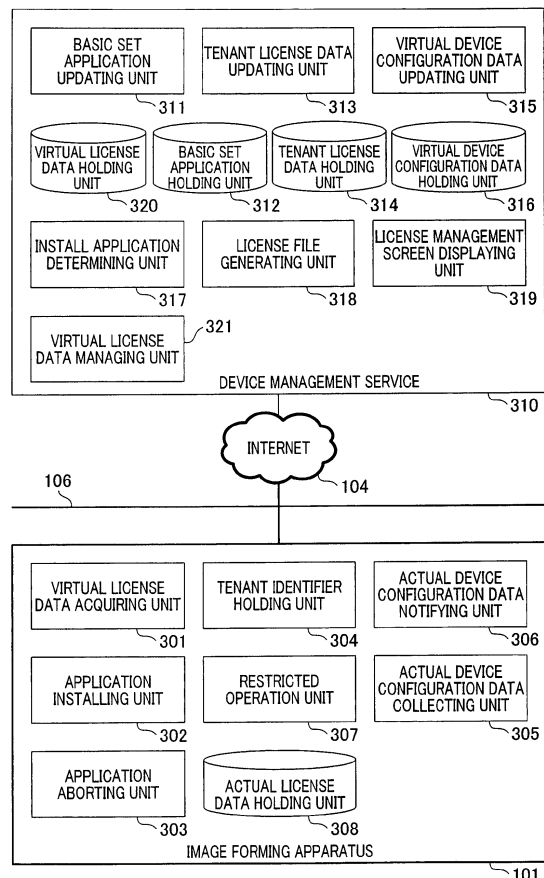 BASIC SET
APPLICATION
UPDATING UNIT
311
TENANT LICENSE DATA
UPDATING UNIT
313
VIRTUAL DEVICE
CONFIGURATION DATA
UPDATING UNIT
315
VIRTUAL LICENSE
DATA HOLDING
UNIT
320
BASIC SET
APPLICATION
HOLDING UNIT
312
TENANT LICENSE
DATA HOLDING
UNIT
314
VIRTUAL DEVICE
CONFIGURATION DATA
HOLDING UNIT
316
INSTALL APPLICATION
DETERMINING UNIT
317
LICENSE FILE
GENERATING UNIT
318
LICENSE MANAGEMENT
SCREEN DISPLAYING
UNIT
319
VIRTUAL LICENSE
DATA MANAGING UNIT
321
DEVICE MANAGEMENT SERVICE
310
INTERNET
104
106
VIRTUAL LICENSE
DATA ACQUIRING UNIT
301
TENANT IDENTIFIER
HOLDING UNIT
304
ACTUAL DEVICE
CONFIGURATION DATA
NOTIFYING UNIT
306
APPLICATION
INSTALLING UNIT
302
RESTRICTED
OPERATION UNIT
307
ACTUAL DEVICE
CONFIGURATION DATA
COLLECTING UNIT
305
APPLICATION
ABORTING UNIT
303
ACTUAL LICENSE
DATA HOLDING UNIT
308
IMAGE FORMING APPARATUS
101